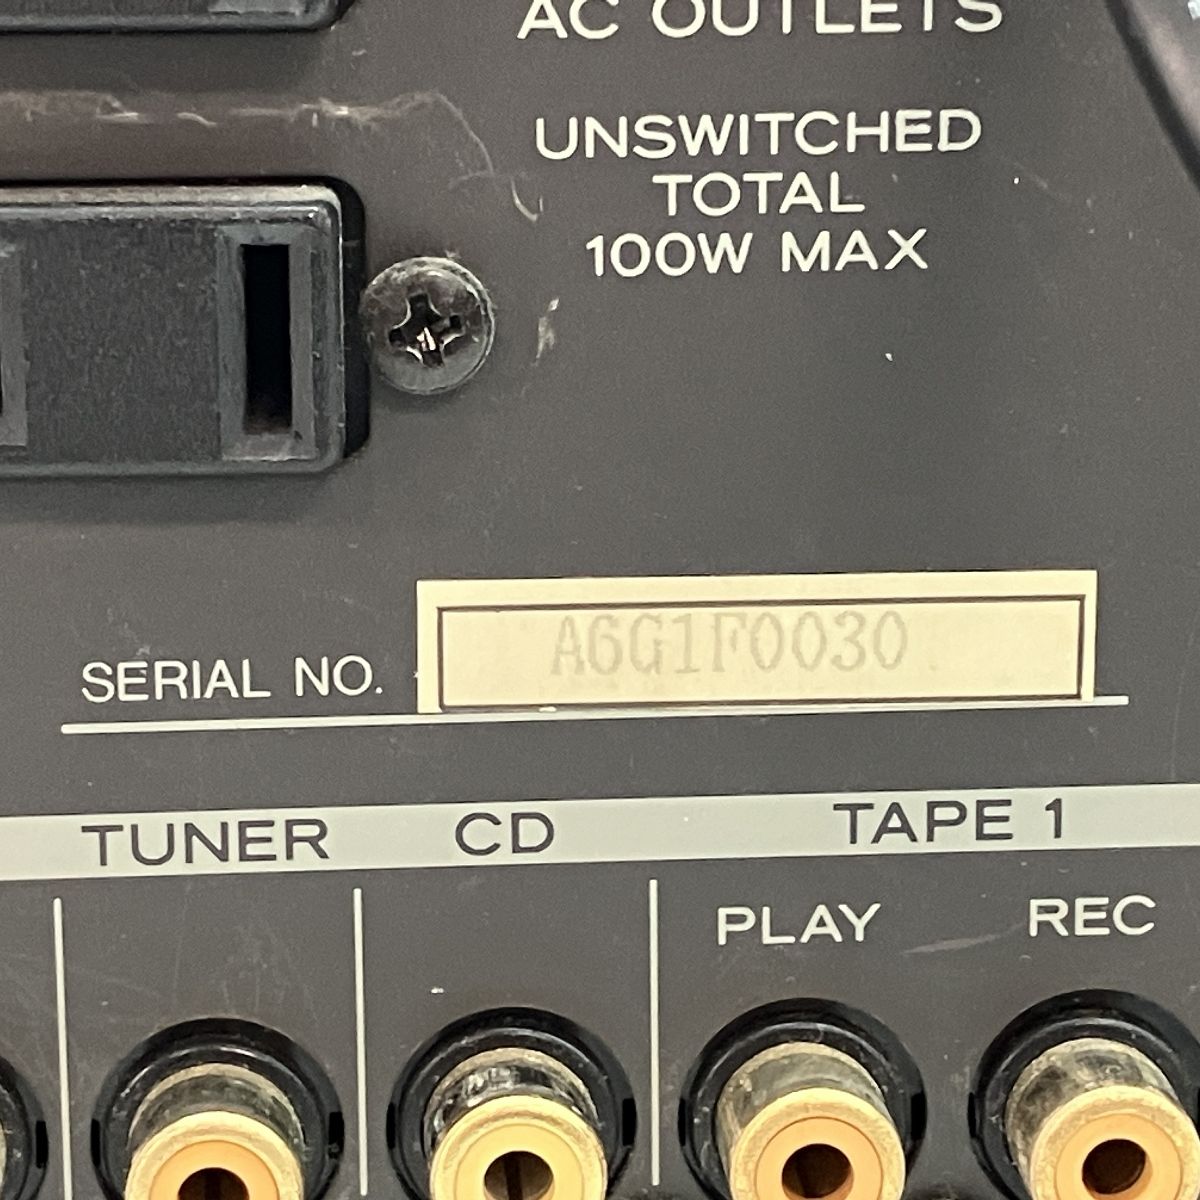 AC OUTLETS
UNSWITCHED
TOTAL
100W MAX
SERIAL NO.
A6G1F0030
TUNER
CD
TAPE 1
PLAY
REC